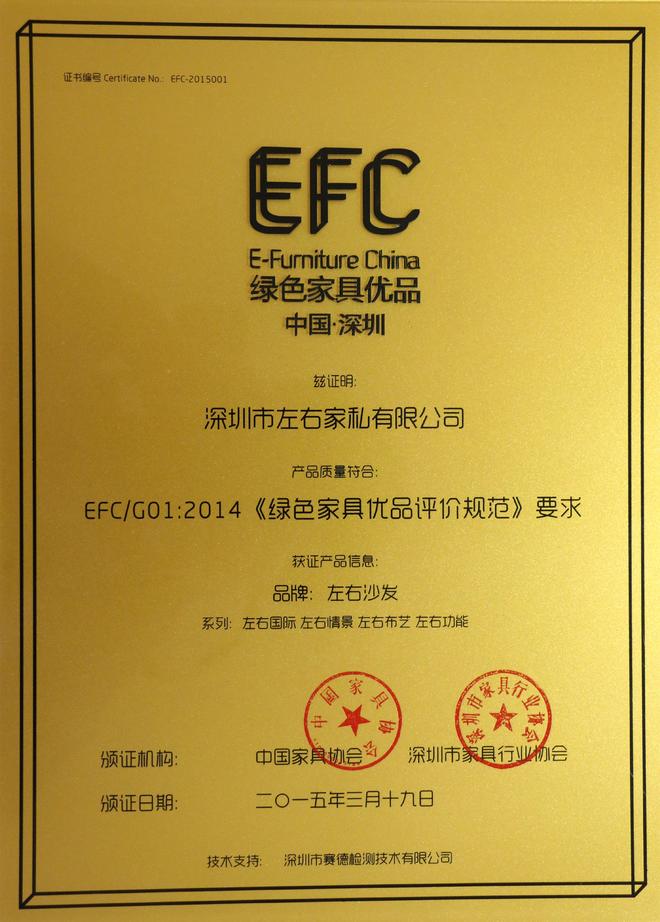 证书编号 Certificate No.: EFC-2015001
EFC
E-Furniture China
绿色家具优品
中国·深圳
兹证明:
深圳市左右家私有限公司
产品质量符合:
EFC/G01:2014《绿色家具优品评价规范》要求
获证产品信息:
品牌: 左右沙发
系列: 左右国际 左右情景 左右布艺 左右功能
中国家具协会
深圳市家具行业协会
颁证机构: 中国家具协会 深圳市家具行业协会
颁证日期: 二〇一五年三月十九日
技术支持: 深圳市赛德检测技术有限公司